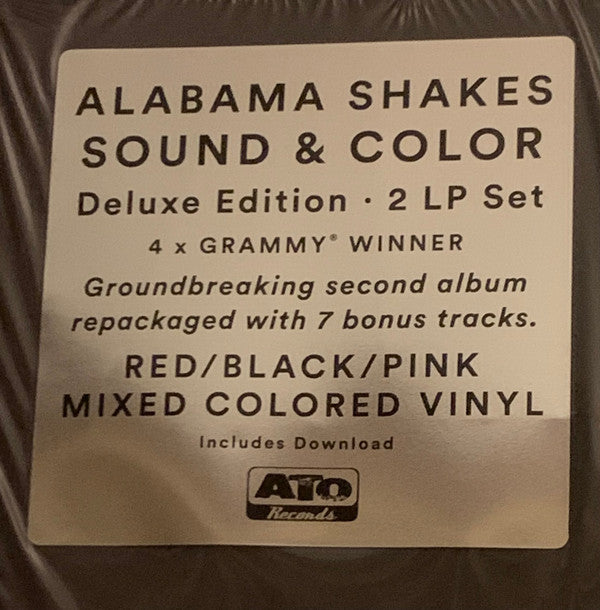 ALABAMA SHAKES
SOUND & COLOR
Deluxe Edition · 2 LP Set
4 x GRAMMY® WINNER
Groundbreaking second album
repackaged with 7 bonus tracks.
RED/BLACK/PINK
MIXED COLORED VINYL
Includes Download
ATO
Records